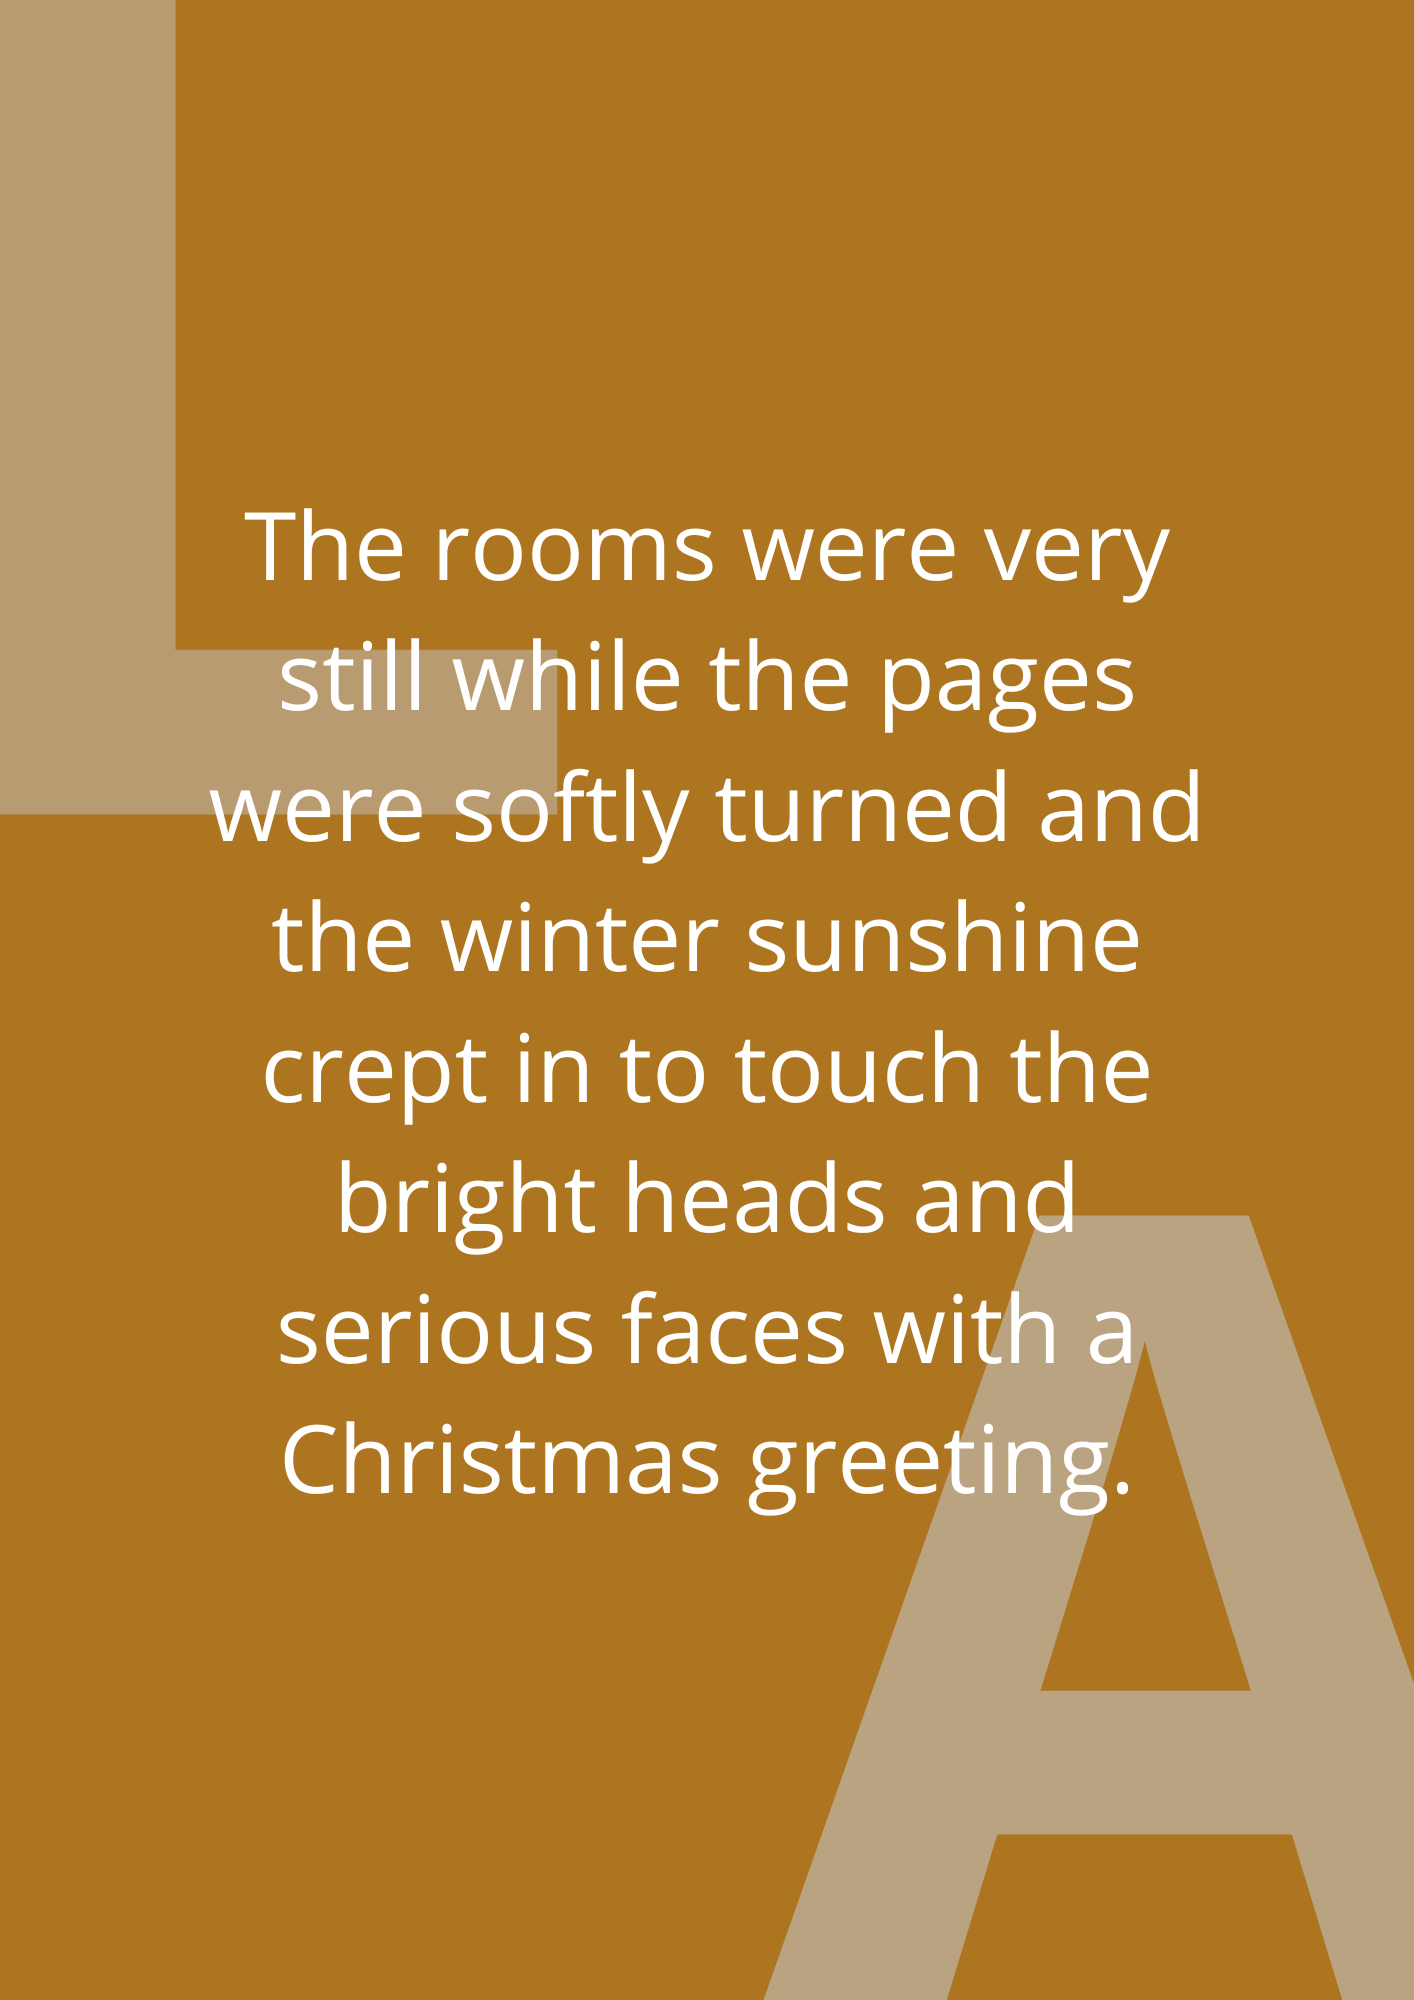 L
The rooms were very
still while the pages
were softly turned and
the winter sunshine
crept in to touch the
bright heads and
serious faces with a
Christmas greeting.
A